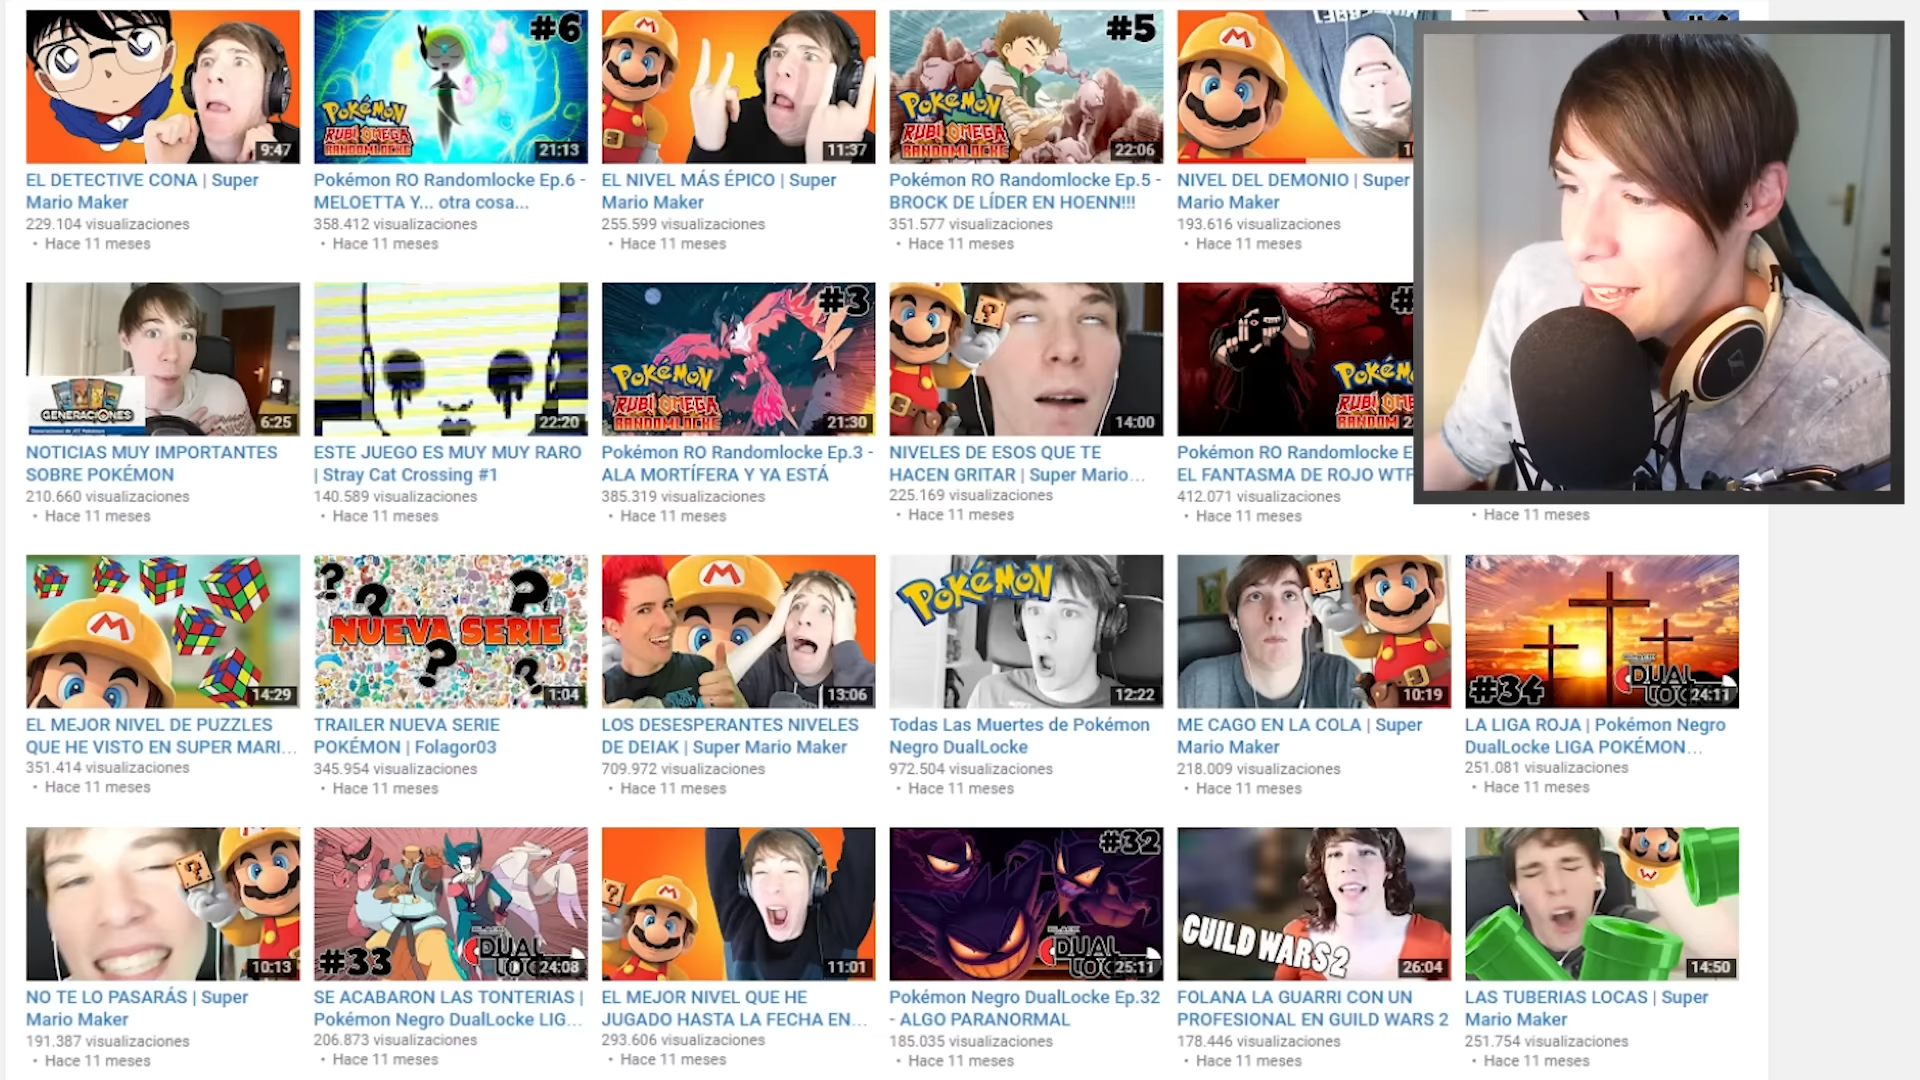 #6
POKÉMON
RUBÍ OMEGA
RANDOMLOCKE
#5
POKÉMON
RUBÍ OMEGA
RANDOMLOCKE
9:47
21:13
11:37
22:06
EL DETECTIVE CONA | Super
Mario Maker
229.104 visualizaciones
• Hace 11 meses
Pokémon RO Randomlocke Ep.6 -
MELOETTA Y... otra cosa...
358.412 visualizaciones
• Hace 11 meses
EL NIVEL MÁS ÉPICO | Super
Mario Maker
255.599 visualizaciones
• Hace 11 meses
Pokémon RO Randomlocke Ep.5 -
BROCK DE LÍDER EN HOENN!!!
351.577 visualizaciones
• Hace 11 meses
NIVEL DEL DEMONIO | Super
Mario Maker
193.616 visualizaciones
• Hace 11 meses
GENERACIONES
6:25
22:20
#3
POKÉMON
RUBÍ OMEGA
RANDOMLOCKE
21:30
14:00
NOTICIAS MUY IMPORTANTES
SOBRE POKÉMON
210.660 visualizaciones
• Hace 11 meses
ESTE JUEGO ES MUY MUY RARO
| Stray Cat Crossing #1
140.589 visualizaciones
• Hace 11 meses
Pokémon RO Randomlocke Ep.3 -
ALA MORTÍFERA Y YA ESTÁ
385.319 visualizaciones
• Hace 11 meses
NIVELES DE ESOS QUE TE
HACEN GRITAR | Super Mario...
225.169 visualizaciones
• Hace 11 meses
Pokémon RO Randomlocke E
EL FANTASMA DE ROJO WTF
412.071 visualizaciones
• Hace 11 meses
• Hace 11 meses
14:29
NUEVA SERIE
1:04
13:06
POKÉMON
12:22
10:19
#34
DUAL
24:11
EL MEJOR NIVEL DE PUZZLES
QUE HE VISTO EN SUPER MARI...
351.414 visualizaciones
• Hace 11 meses
TRAILER NUEVA SERIE
POKÉMON | Folagor03
345.954 visualizaciones
• Hace 11 meses
LOS DESESPERANTES NIVELES
DE DEIAK | Super Mario Maker
709.972 visualizaciones
• Hace 11 meses
Todas Las Muertes de Pokémon
Negro DualLocke
972.504 visualizaciones
• Hace 11 meses
ME CAGO EN LA COLA | Super
Mario Maker
218.009 visualizaciones
• Hace 11 meses
LA LIGA ROJA | Pokémon Negro
DualLocke LIGA POKÉMON...
251.081 visualizaciones
• Hace 11 meses
10:13
#33
DUAL
24:08
11:01
#32
DUAL
25:11
GUILD WARS 2
26:04
14:50
NO TE LO PASARÁS | Super
Mario Maker
191.387 visualizaciones
• Hace 11 meses
SE ACABARON LAS TONTERIAS |
Pokémon Negro DualLocke LIG...
206.873 visualizaciones
• Hace 11 meses
EL MEJOR NIVEL QUE HE
JUGADO HASTA LA FECHA EN...
293.606 visualizaciones
• Hace 11 meses
Pokémon Negro DualLocke Ep.32
- ALGO PARANORMAL
185.035 visualizaciones
• Hace 11 meses
FOLANA LA GUARRI CON UN
PROFESIONAL EN GUILD WARS 2
178.446 visualizaciones
• Hace 11 meses
LAS TUBERIAS LOCAS | Super
Mario Maker
251.754 visualizaciones
• Hace 11 meses